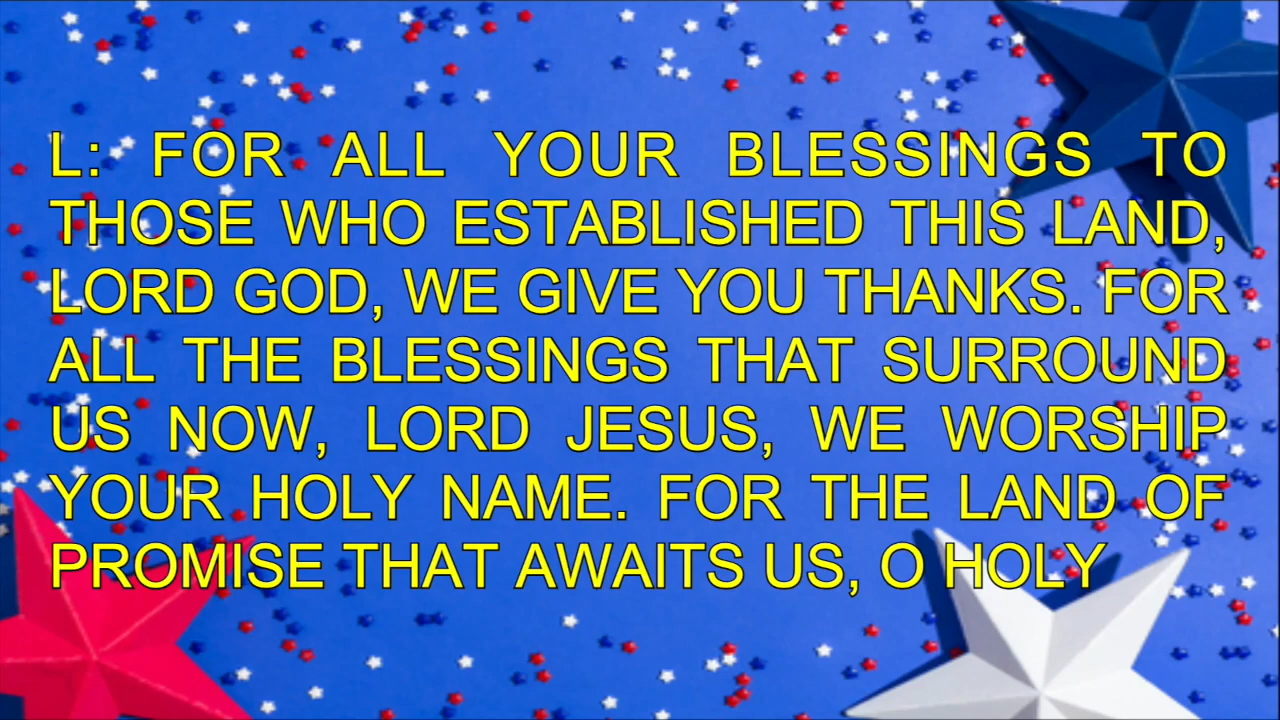 L: FOR ALL YOUR BLESSINGS TO
THOSE WHO ESTABLISHED THIS LAND,
LORD GOD, WE GIVE YOU THANKS. FOR
ALL THE BLESSINGS THAT SURROUND
US NOW, LORD JESUS, WE WORSHIP
YOUR HOLY NAME. FOR THE LAND OF
PROMISE THAT AWAITS US, O HOLY